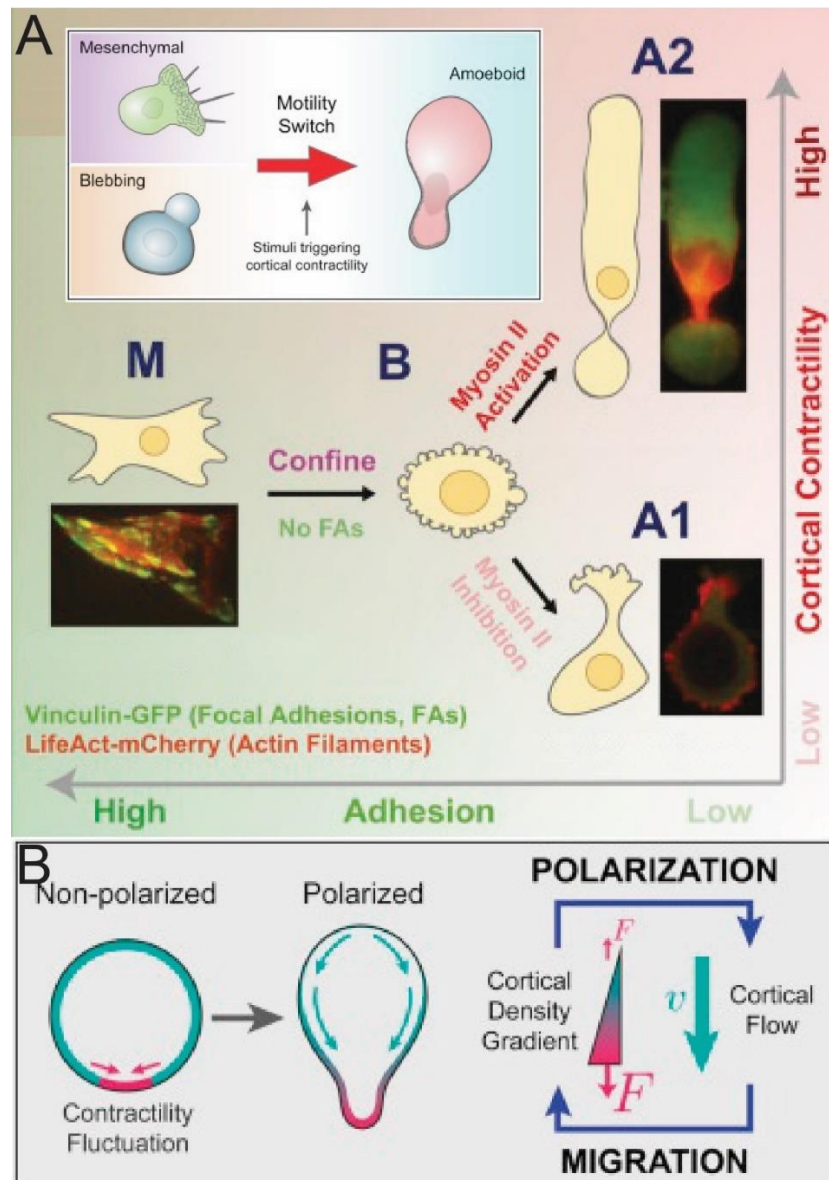 A
Mesenchymal
Blebbing
Motility
Switch
Stimuli triggering
cortical contractility
Amoeboid
A2
High
Cortical Contractility
Low
M
B
Myosin II
Activation
Confine
No FAs
A1
Myosin II
Inhibition
Vinculin-GFP (Focal Adhesions, FAs)
LifeAct-mCherry (Actin Filaments)
High
Adhesion
Low
B
Non-polarized
Polarized
Contractility
Fluctuation
POLARIZATION
Cortical
Density
Gradient
F
F
v
Cortical
Flow
MIGRATION